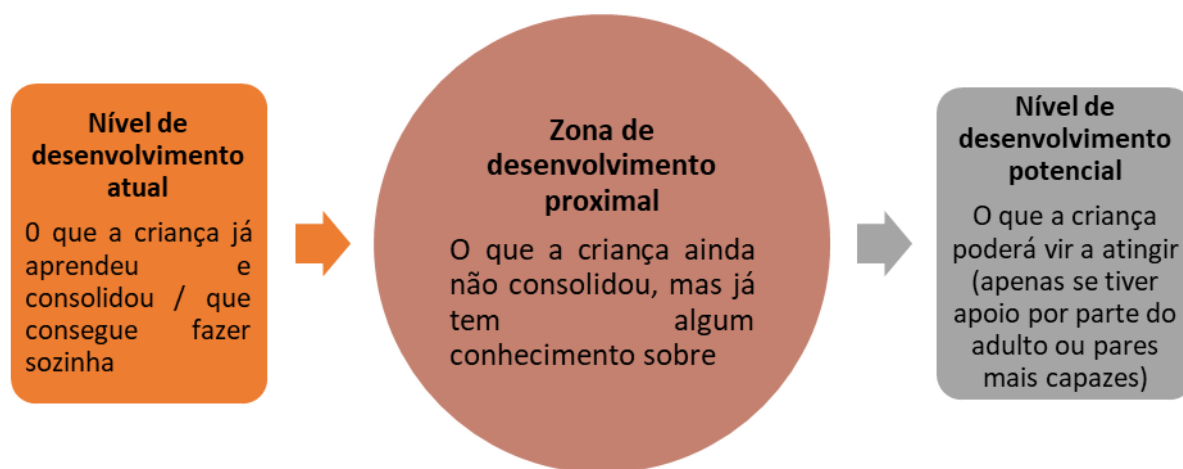 Nível de
desenvolvimento
atual
O que a criança já
aprendeu e
consolidou / que
consegue fazer
sozinha
Zona de
desenvolvimento
proximal
O que a criança ainda
não consolidou, mas já
tem algum
conhecimento sobre
Nível de
desenvolvimento
potencial
O que a criança
poderá vir a atingir
(apenas se tiver
apoio por parte do
adulto ou pares
mais capazes)